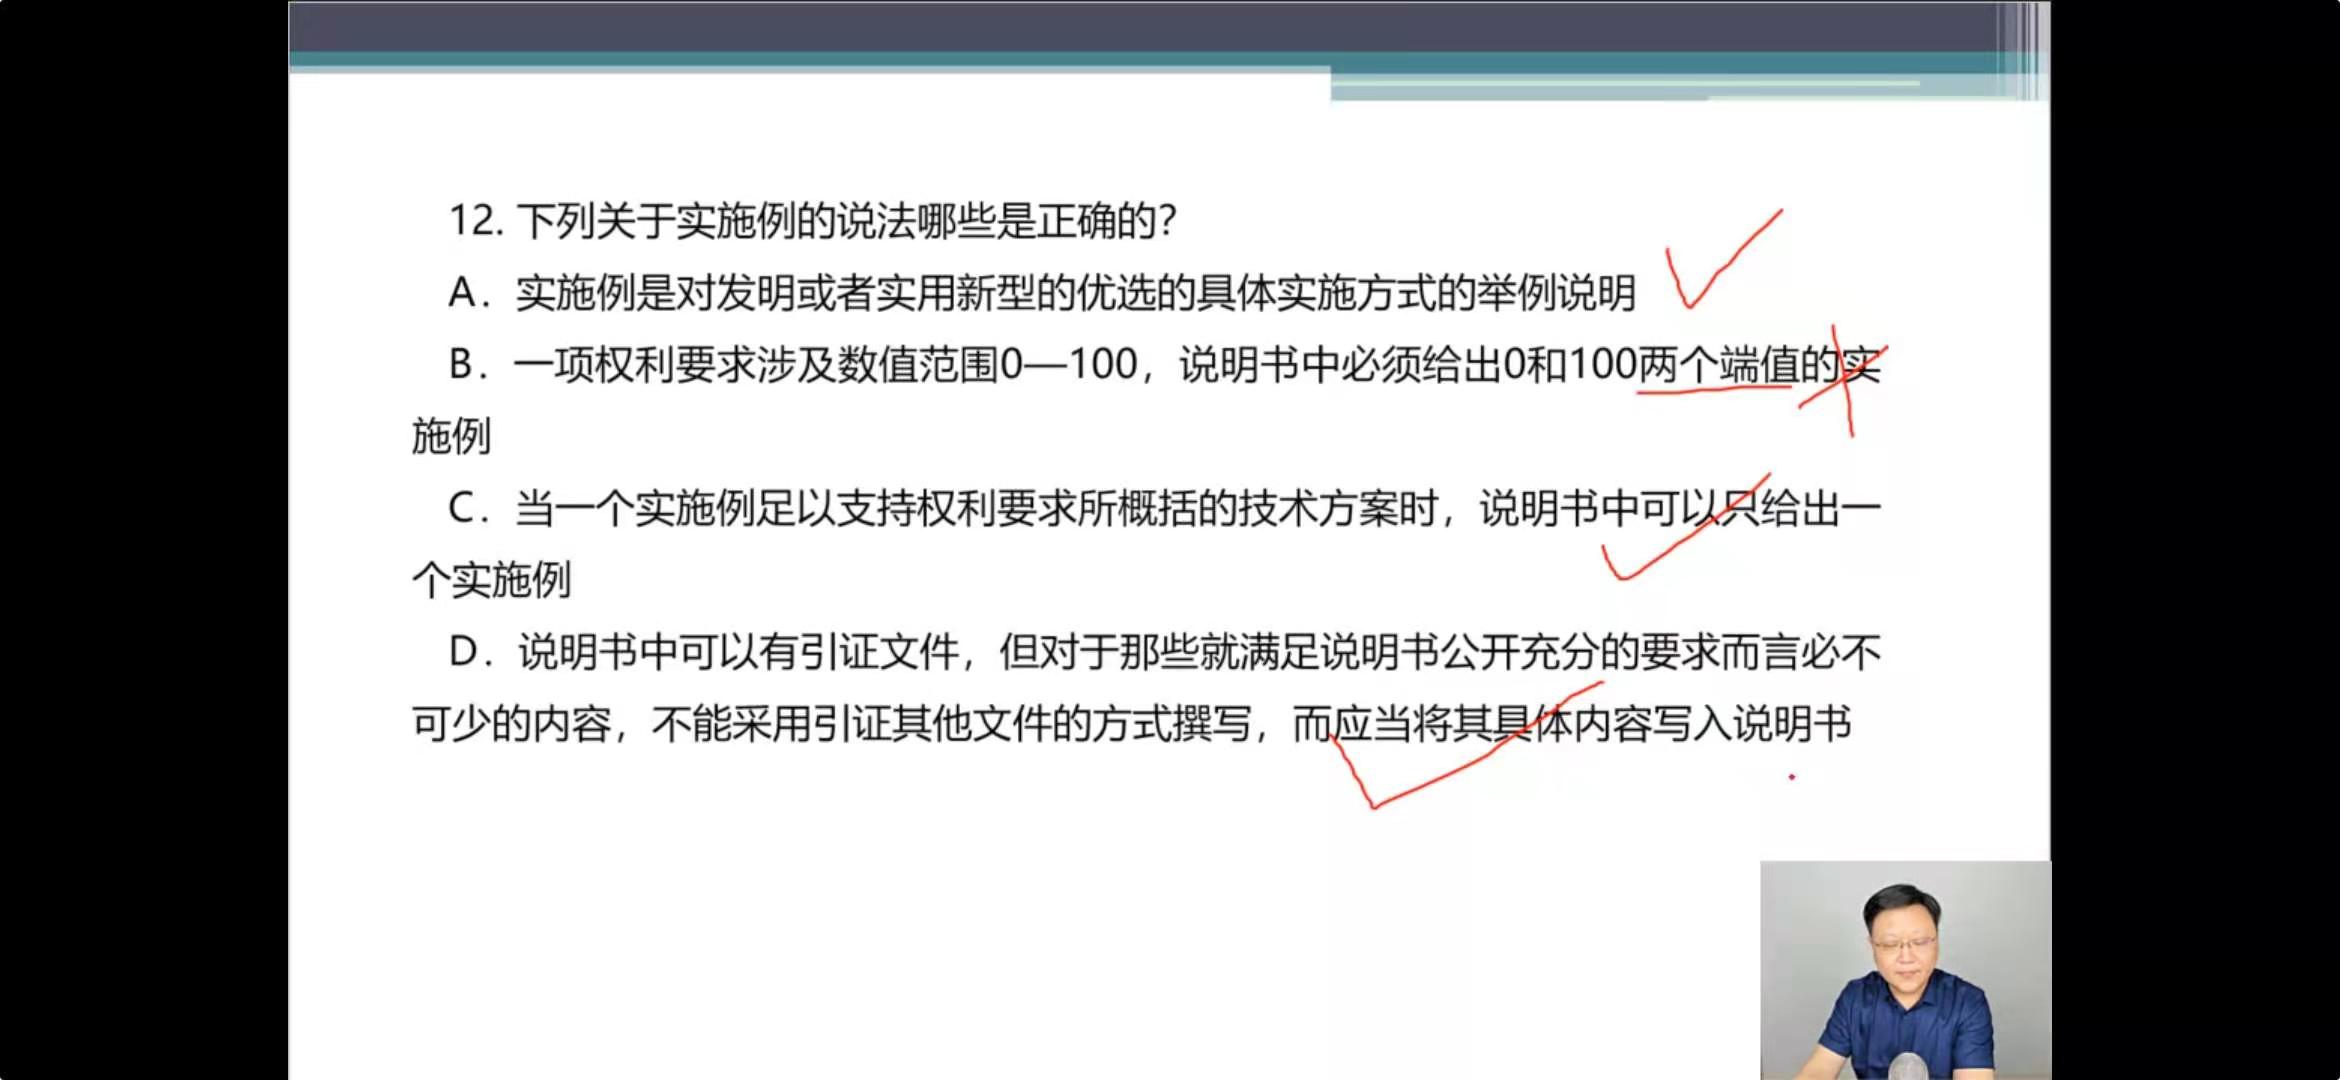 12. 下列关于实施例的说法哪些是正确的？
A．实施例是对发明或者实用新型的优选的具体实施方式的举例说明
B．一项权利要求涉及数值范围0—100，说明书中必须给出0和100两个端值的实
施例
C．当一个实施例足以支持权利要求所概括的技术方案时，说明书中可以只给出一
个实施例
D．说明书中可以有引证文件，但对于那些就满足说明书公开充分的要求而言必不
可少的内容，不能采用引证其他文件的方式撰写，而应当将其具体内容写入说明书